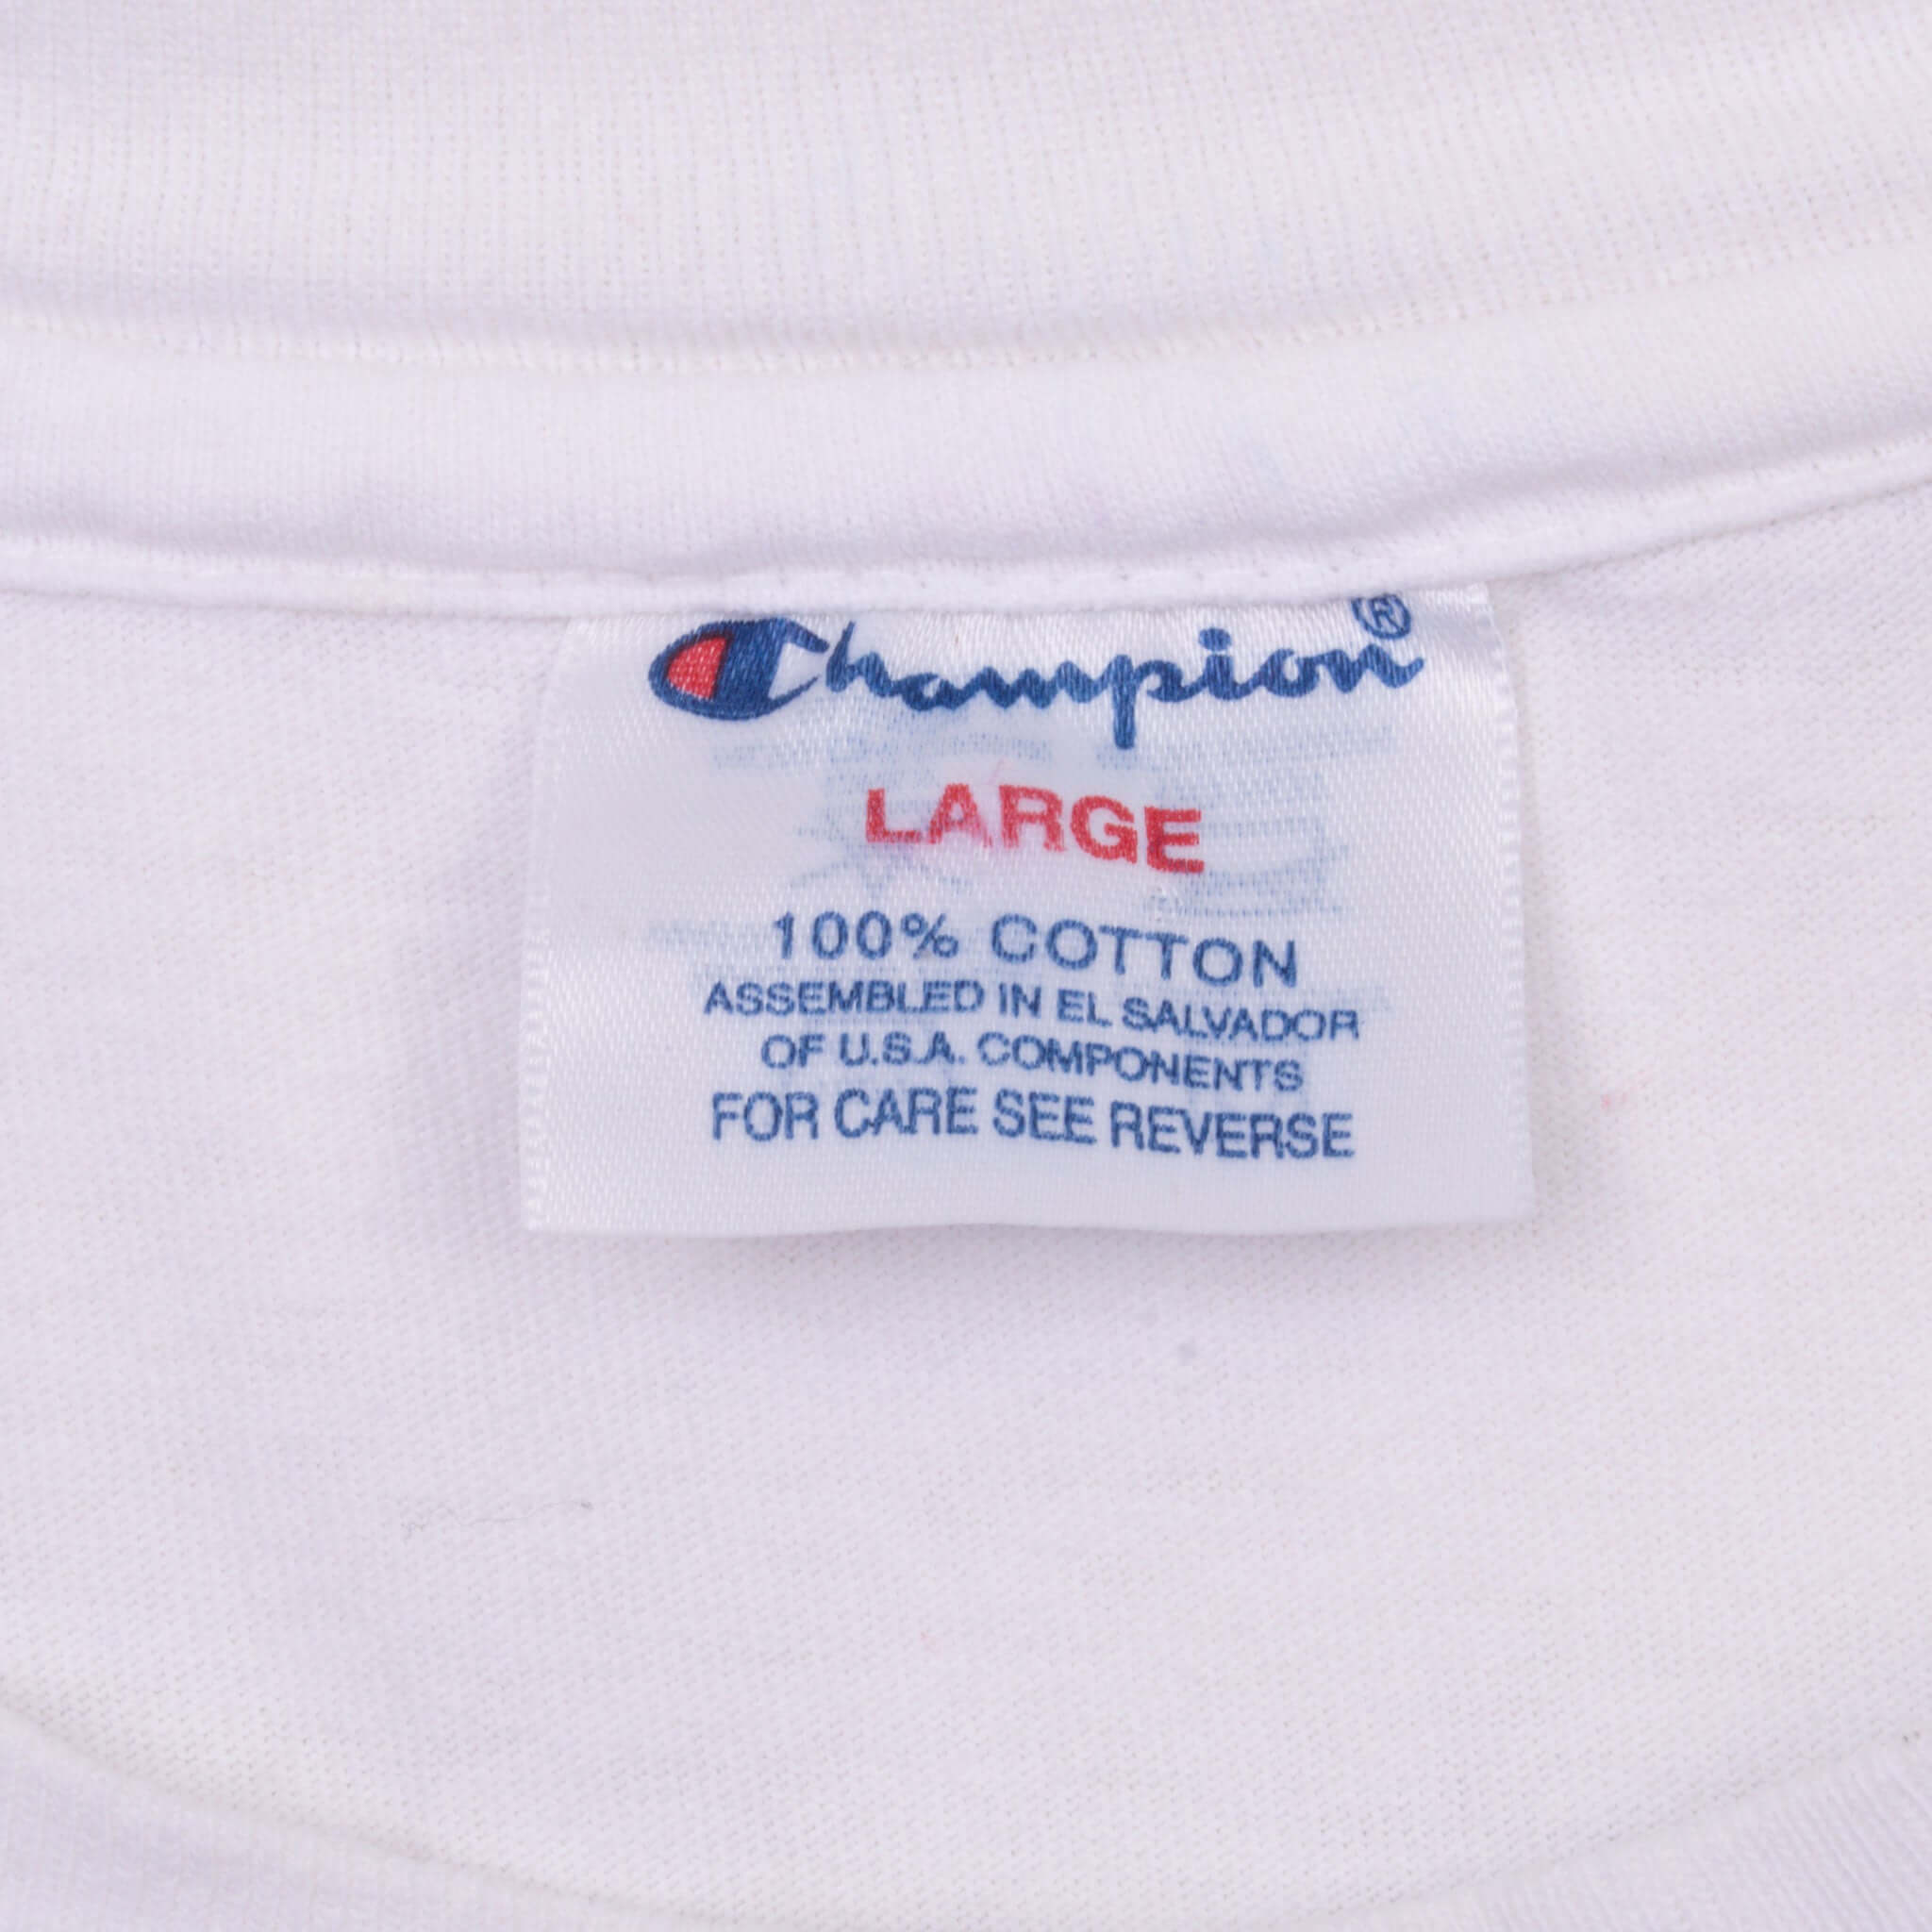 Champion®
LARGE
100% COTTON
ASSEMBLED IN EL SALVADOR
OF U.S.A. COMPONENTS
FOR CARE SEE REVERSE